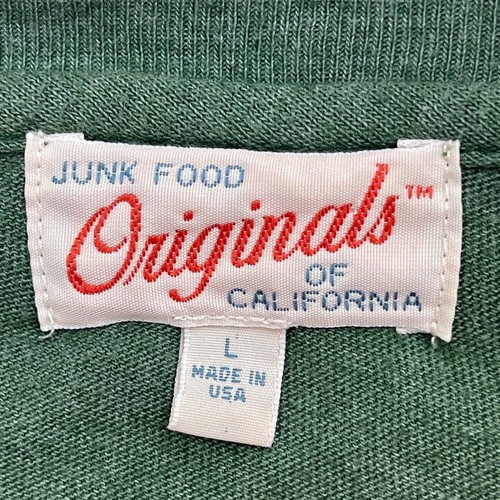 JUNK FOOD
Originals™
OF
CALIFORNIA
L
MADE IN
USA